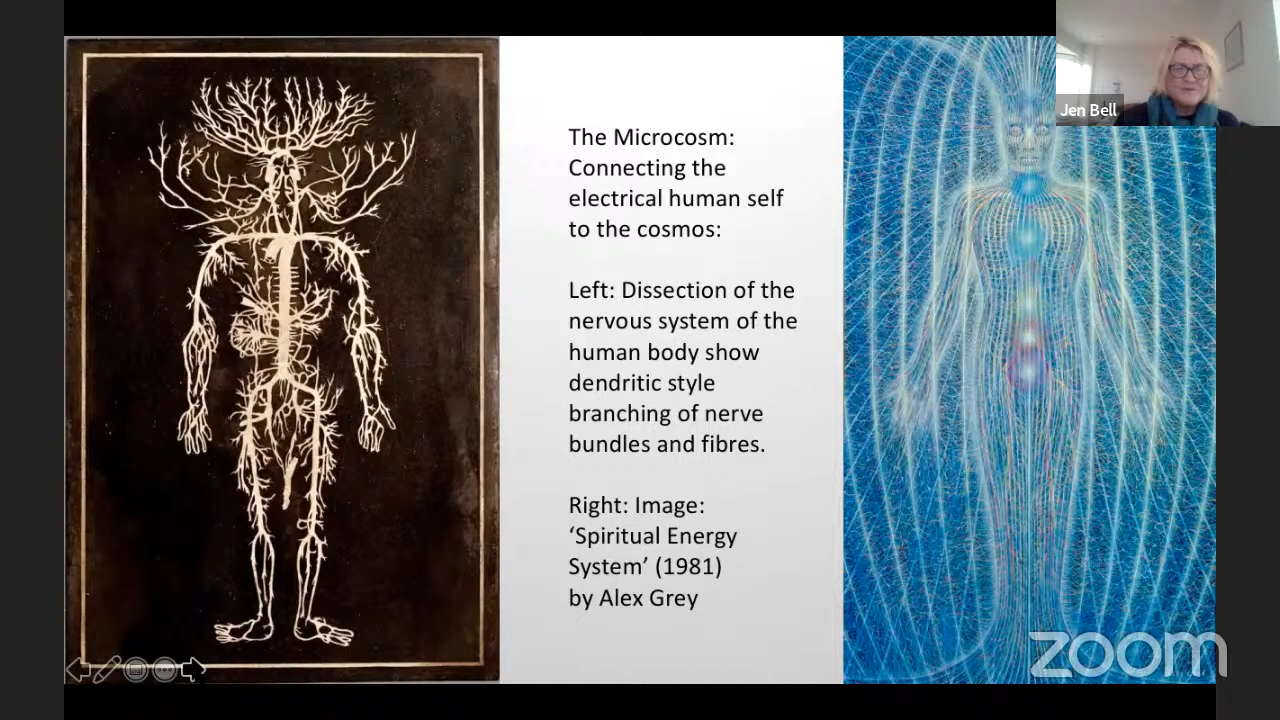 Jen Bell
The Microcosm:
Connecting the
electrical human self
to the cosmos:
Left: Dissection of the
nervous system of the
human body show
dendritic style
branching of nerve
bundles and fibres.
Right: Image:
‘Spiritual Energy
System’ (1981)
by Alex Grey
zoom